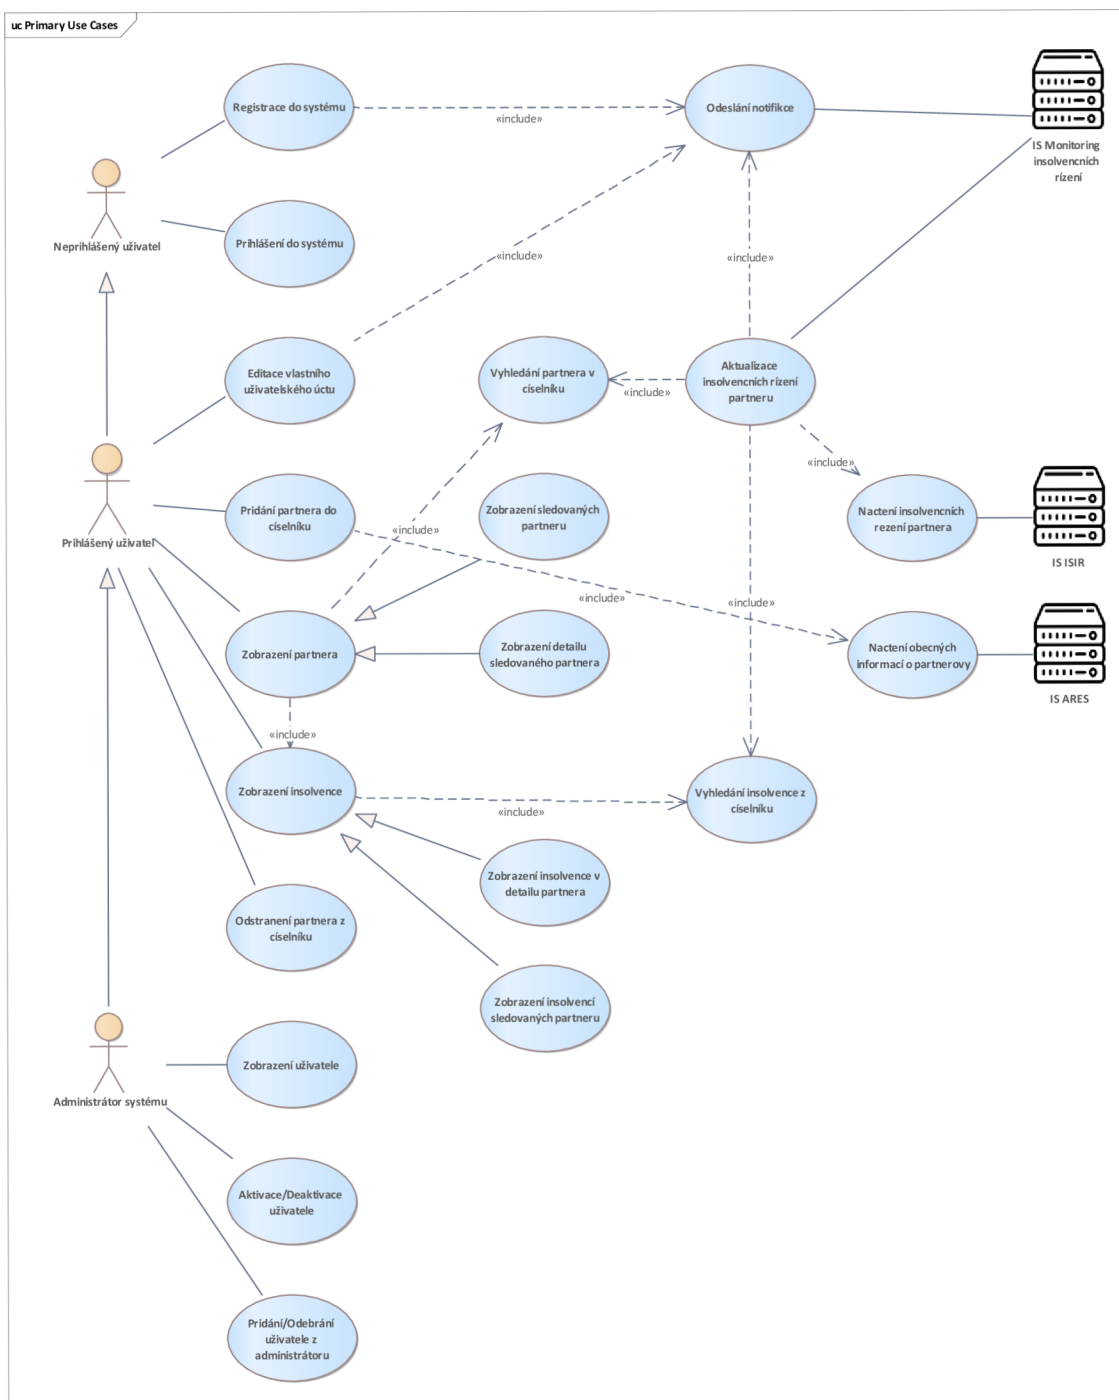 uc Primary Use Cases
Registrace do systému
«include»
Odeslání notifikce
IS Monitoring
insolvencních
rízení
Neprihlášený uživatel
Prihlášení do systému
«include»
«include»
Editace vlastního
uživatelského úctu
Vyhledání partnera v
císelníku
«include»
Aktualizace
insolvencních rízení
partneru
«include»
Prihlášený uživatel
Pridání partnera do
císelníku
«include»
Zobrazení sledovaných
partneru
Nactení insolvencních
rezení partnera
IS ISIR
«include»
«include»
Zobrazení partnera
Zobrazení detailu
sledovaného partnera
Nactení obecných
informací o partnerovy
IS ARES
«include»
Zobrazení insolvence
«include»
Vyhledání insolvence z
císelníku
Zobrazení insolvence v
detailu partnera
Odstranení partnera z
císelníku
Zobrazení insolvencí
sledovaných partneru
Administrátor systému
Zobrazení uživatele
Aktivace/Deaktivace
uživatele
Pridání/Odebrání
uživatele z
administrátoru